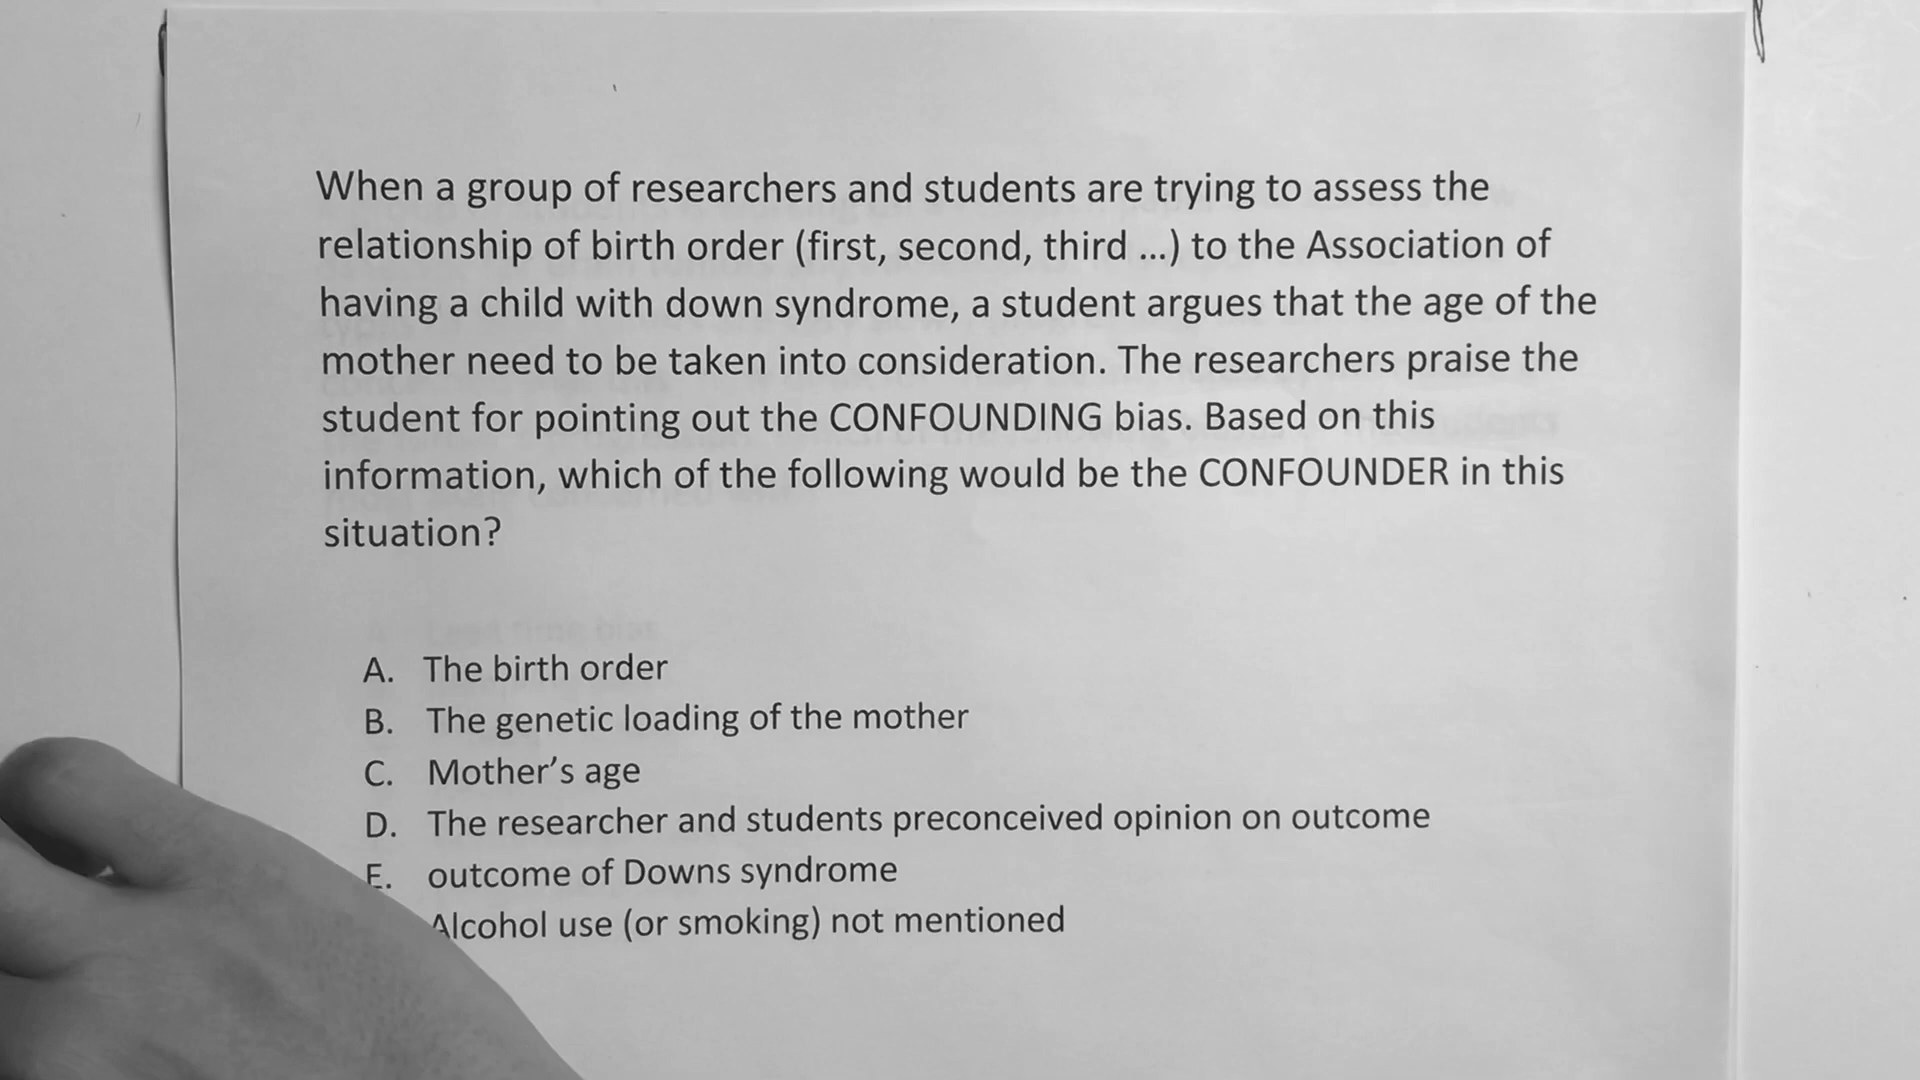 When a group of researchers and students are trying to assess the
relationship of birth order (first, second, third ...) to the Association of
having a child with down syndrome, a student argues that the age of the
mother need to be taken into consideration. The researchers praise the
student for pointing out the CONFOUNDING bias. Based on this
information, which of the following would be the CONFOUNDER in this
situation?
A. The birth order
B. The genetic loading of the mother
C. Mother's age
D. The researcher and students preconceived opinion on outcome
E. outcome of Downs syndrome
Alcohol use (or smoking) not mentioned